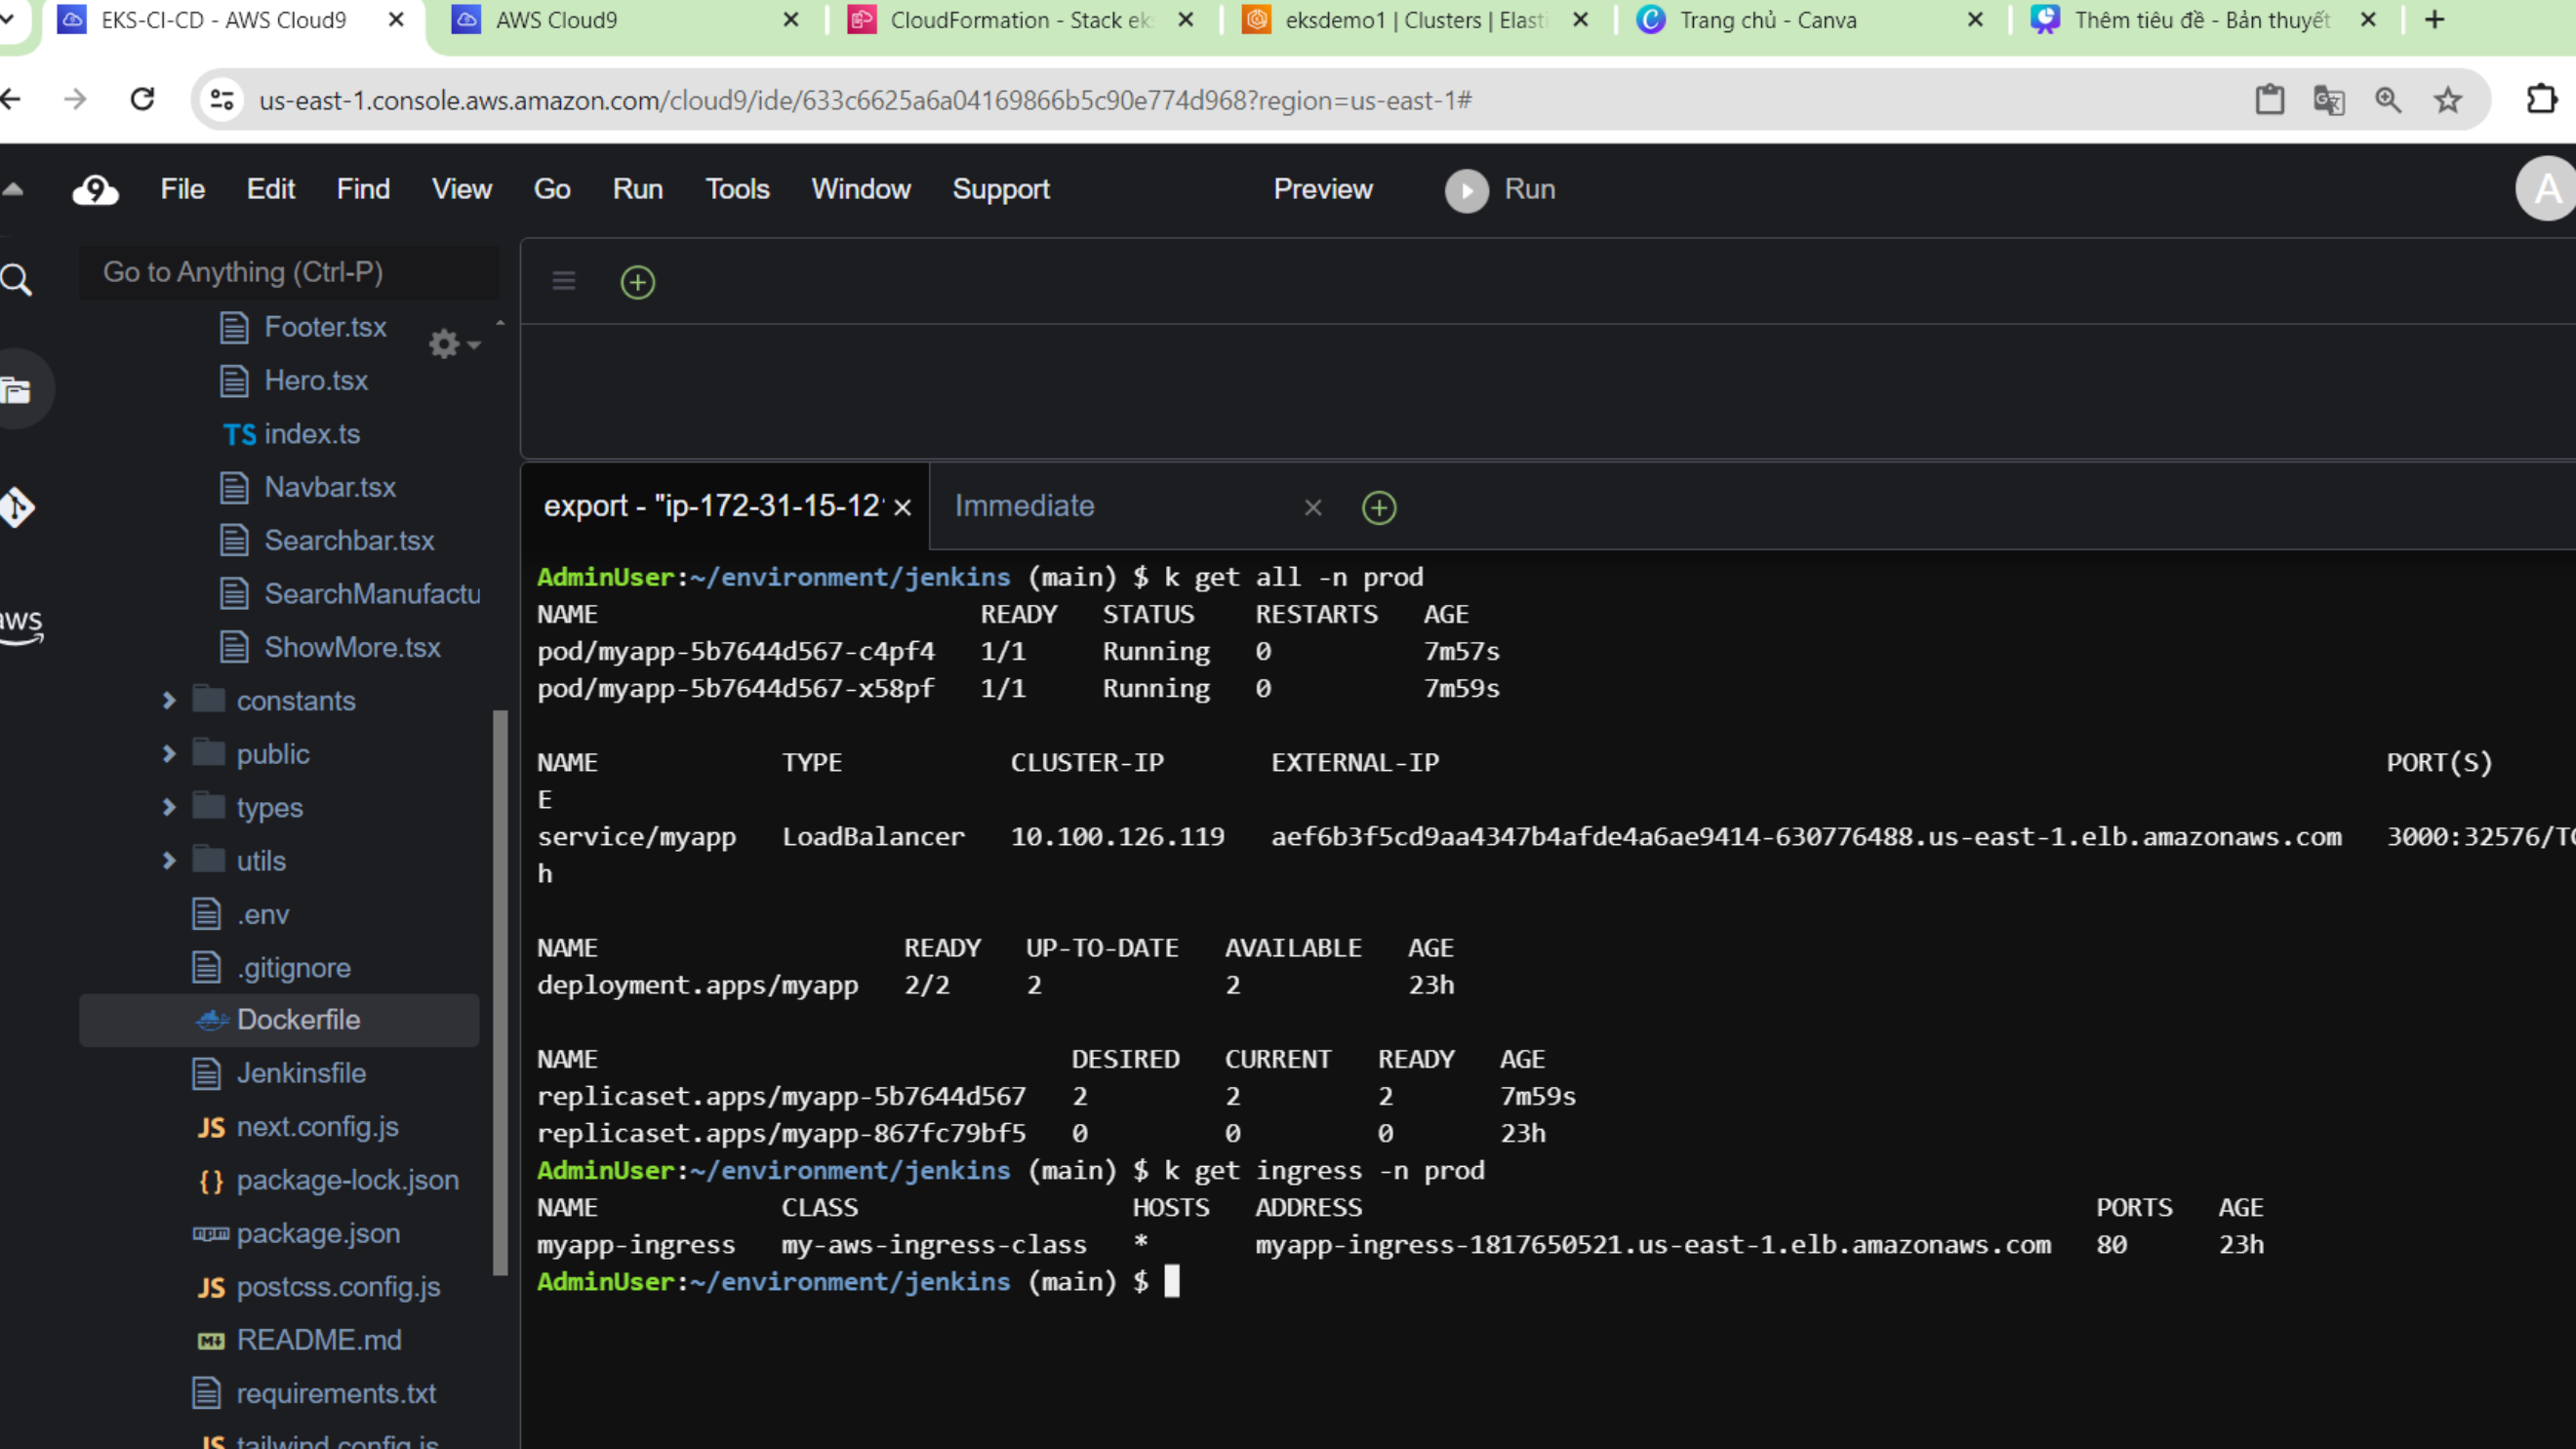 EKS-CI-CD - AWS Cloud9
AWS Cloud9
CloudFormation - Stack eks
eksdemo1 | Clusters | Elasti
Trang chủ - Canva
Thêm tiêu đề - Bản thuyết
us-east-1.console.aws.amazon.com/cloud9/ide/633c6625a6a04169866b5c90e774d968?region=us-east-1#
9 File Edit Find View Go Run Tools Window Support Preview Run A
Go to Anything (Ctrl-P)
Footer.tsx
Hero.tsx
TS index.ts
Navbar.tsx
Searchbar.tsx
SearchManufactu
ShowMore.tsx
constants
public
types
utils
.env
.gitignore
Dockerfile
Jenkinsfile
JS next.config.js
{} package-lock.json
package.json
JS postcss.config.js
M README.md
requirements.txt
JS tailwind.config.js
aws
export - "ip-172-31-15-12 Immediate
AdminUser:~/environment/jenkins (main) $ k get all -n prod
NAME READY STATUS RESTARTS AGE
pod/myapp-5b7644d567-c4pf4 1/1 Running 0 7m57s
pod/myapp-5b7644d567-x58pf 1/1 Running 0 7m59s
NAME TYPE CLUSTER-IP EXTERNAL-IP PORT(S)
E
service/myapp LoadBalancer 10.100.126.119 aef6b3f5cd9aa4347b4afde4a6ae9414-630776488.us-east-1.elb.amazonaws.com 3000:32576/TC
h
NAME READY UP-TO-DATE AVAILABLE AGE
deployment.apps/myapp 2/2 2 2 23h
NAME DESIRED CURRENT READY AGE
replicaset.apps/myapp-5b7644d567 2 2 2 7m59s
replicaset.apps/myapp-867fc79bf5 0 0 0 23h
AdminUser:~/environment/jenkins (main) $ k get ingress -n prod
NAME CLASS HOSTS ADDRESS PORTS AGE
myapp-ingress my-aws-ingress-class * myapp-ingress-1817650521.us-east-1.elb.amazonaws.com 80 23h
AdminUser:~/environment/jenkins (main) $